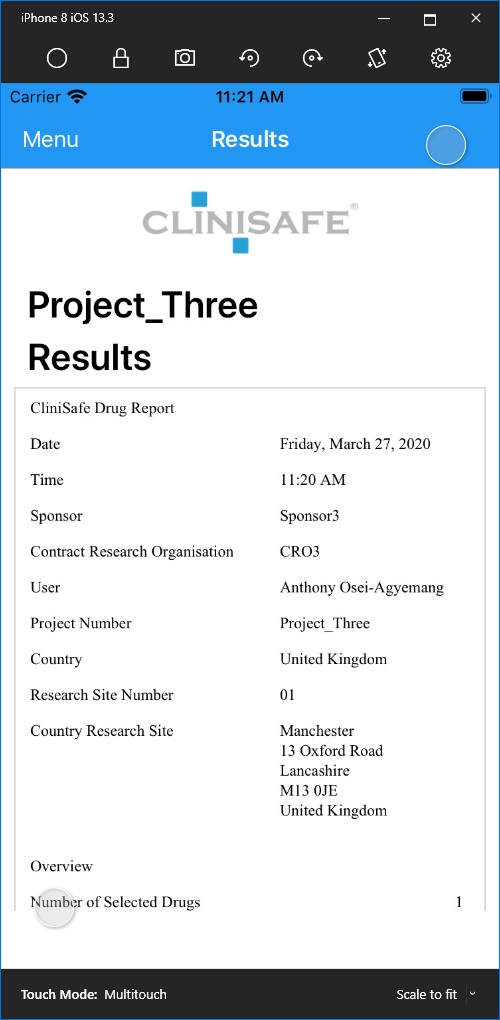 iPhone 8 iOS 13.3
Carrier 11:21 AM
Menu Results
CLINISAFE®
Project_Three
Results
CliniSafe Drug Report
Date Friday, March 27, 2020
Time 11:20 AM
Sponsor Sponsor3
Contract Research Organisation CRO3
User Anthony Osei-Agyemang
Project Number Project_Three
Country United Kingdom
Research Site Number 01
Country Research Site Manchester
13 Oxford Road
Lancashire
M13 0JE
United Kingdom
Overview
Number of Selected Drugs 1
Touch Mode: Multitouch Scale to fit